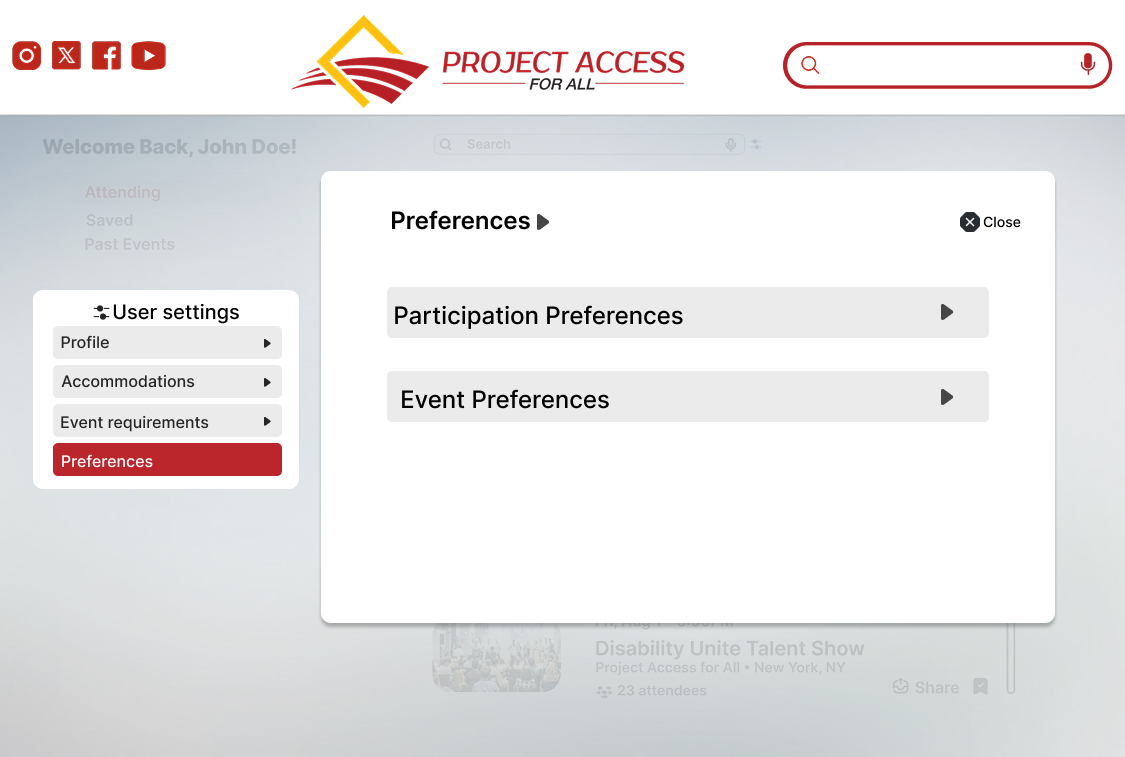 PROJECT ACCESS
FOR ALL
Welcome Back, John Doe!
Search
Attending
Saved
Past Events
Preferences
Close
User settings
Profile
Accommodations
Event requirements
Preferences
Participation Preferences
Event Preferences
Disability Unite Talent Show
Project Access for All • New York, NY
23 attendees
Share